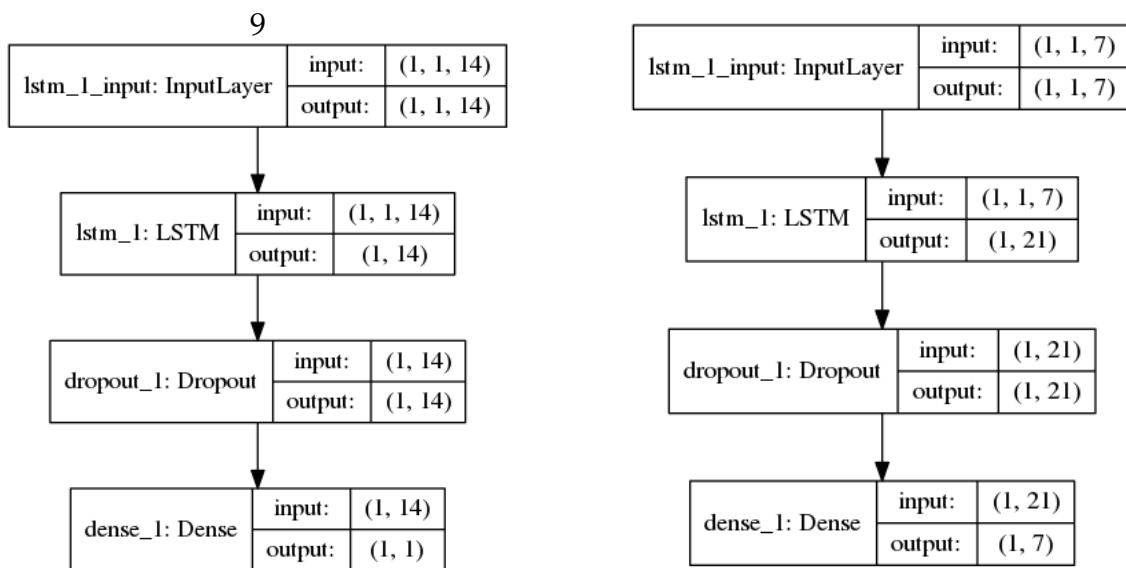 9
lstm_1_input: InputLayer
input: (1, 1, 14)
output: (1, 1, 14)
lstm_1: LSTM
input: (1, 1, 14)
output: (1, 14)
dropout_1: Dropout
input: (1, 14)
output: (1, 14)
dense_1: Dense
input: (1, 14)
output: (1, 1)
lstm_1_input: InputLayer
input: (1, 1, 7)
output: (1, 1, 7)
lstm_1: LSTM
input: (1, 1, 7)
output: (1, 21)
dropout_1: Dropout
input: (1, 21)
output: (1, 21)
dense_1: Dense
input: (1, 21)
output: (1, 7)